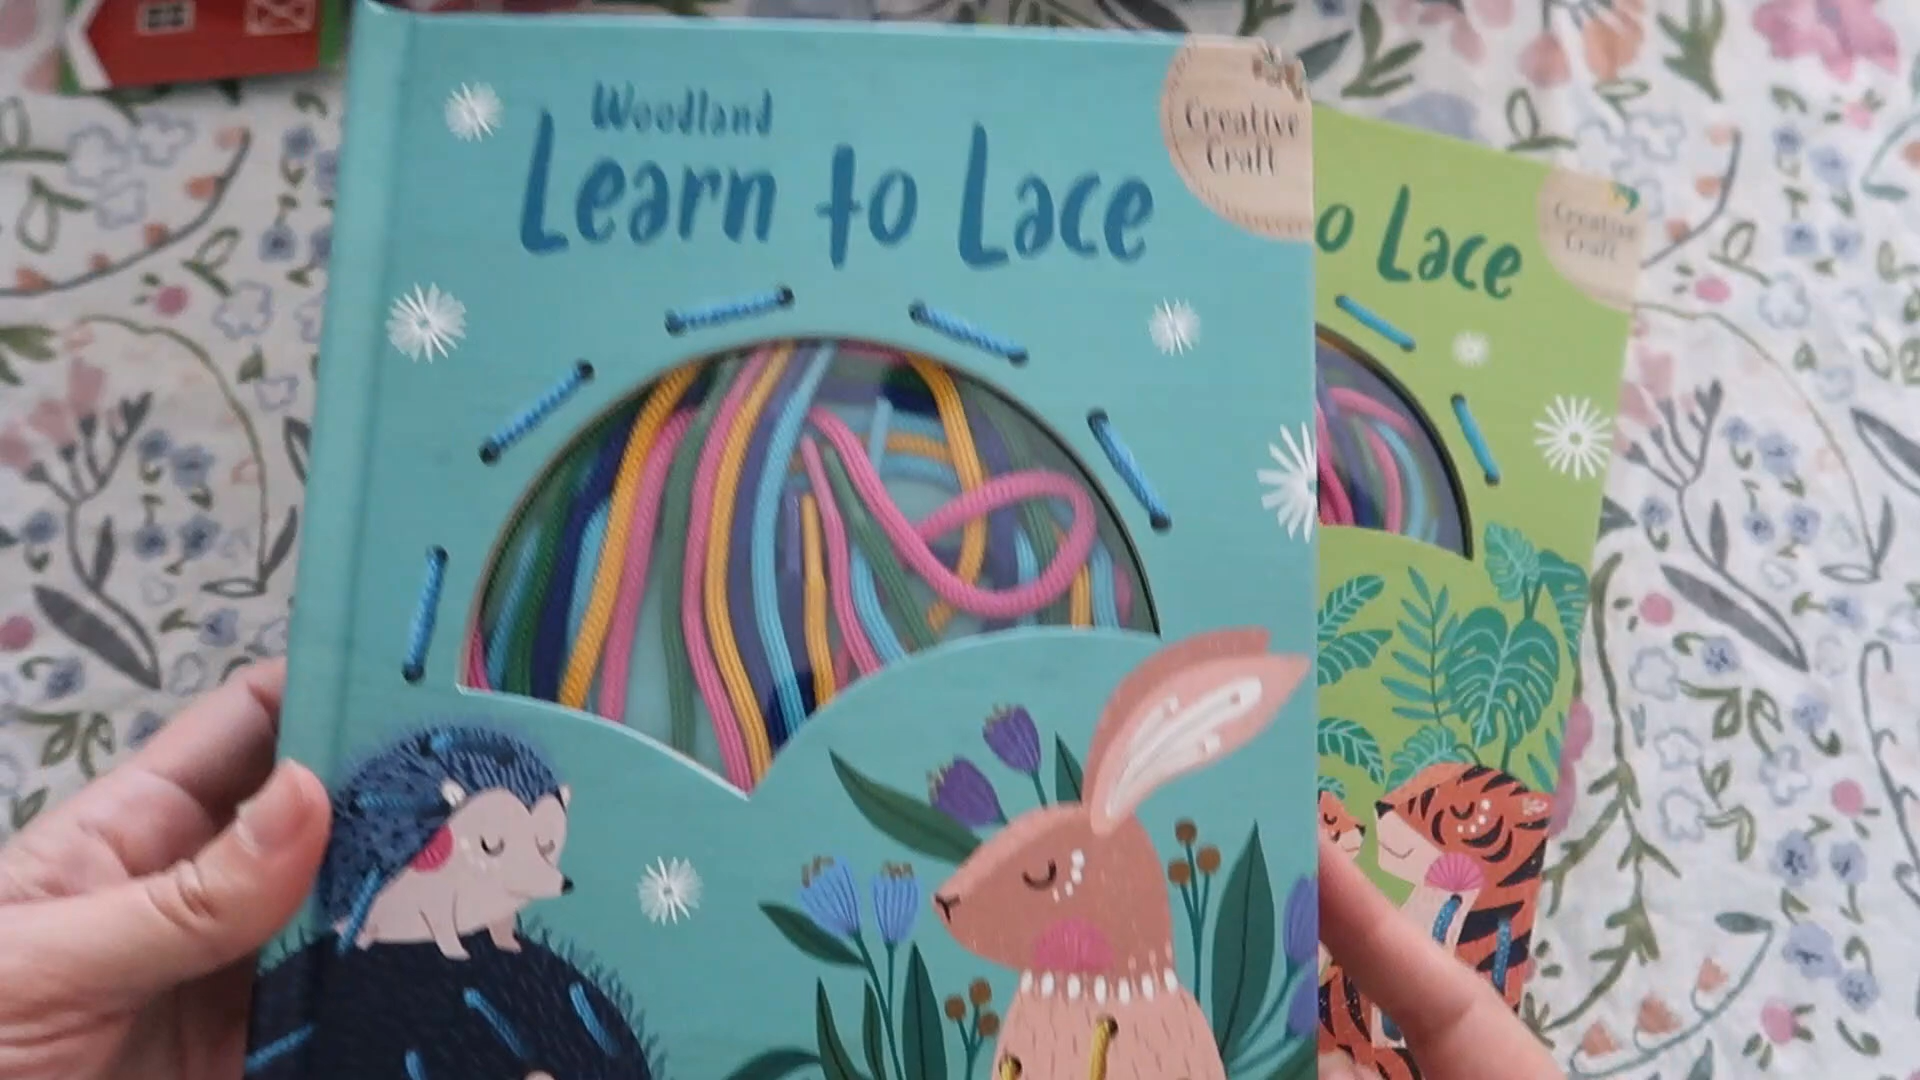 Woodland
Learn to Lace
Creative
Craft
o Lace
Creative
Craft